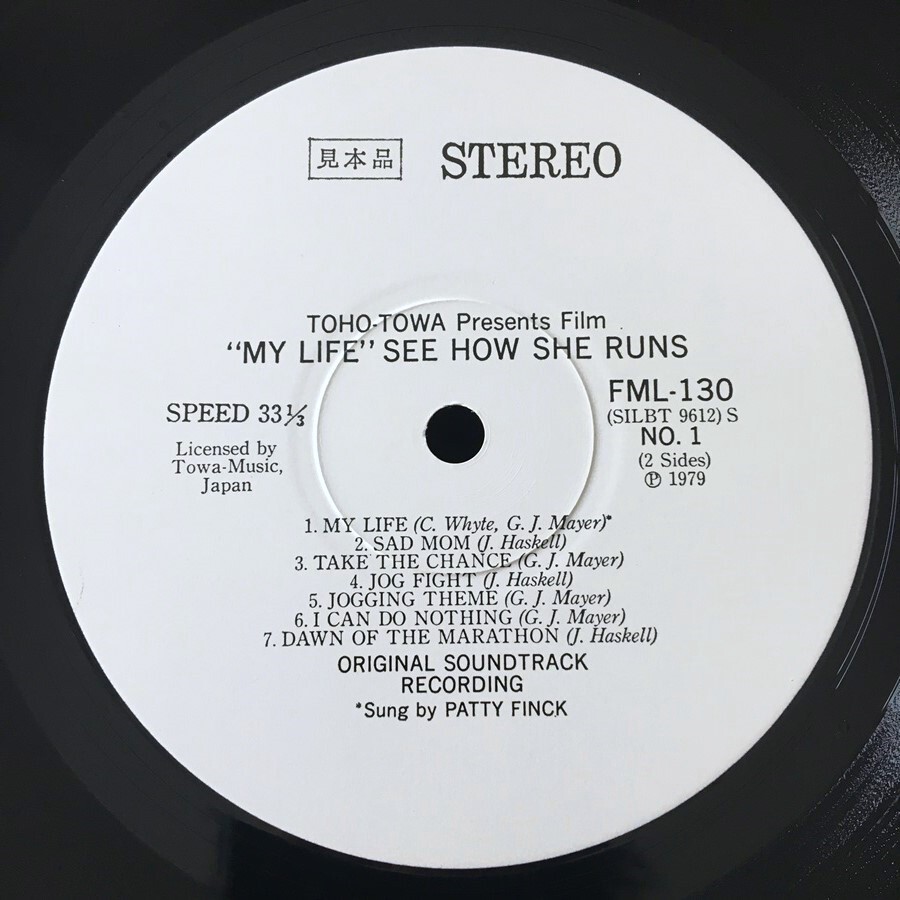 見本品 STEREO
TOHO-TOWA Presents Film
“MY LIFE” SEE HOW SHE RUNS
SPEED 33⅓
Licensed by
Towa-Music,
Japan
FML-130
(SILBT 9612) S
NO. 1
(2 Sides)
℗ 1979
1. MY LIFE (C. Whyte, G. J. Mayer)*
2. SAD MOM (J. Haskell)
3. TAKE THE CHANCE (G. J. Mayer)
4. JOG FIGHT (J. Haskell)
5. JOGGING THEME (G. J. Mayer)
6. I CAN DO NOTHING (G. J. Mayer)
7. DAWN OF THE MARATHON (J. Haskell)
ORIGINAL SOUNDTRACK
RECORDING
*Sung by PATTY FINCK